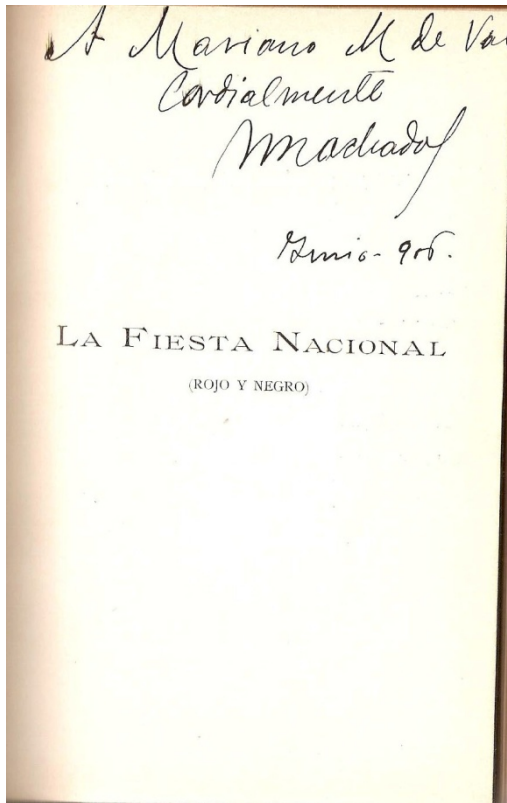 A Mariano M de Va
Cordialmente
MMachado
Junio - 906.
LA FIESTA NACIONAL
(ROJO Y NEGRO)